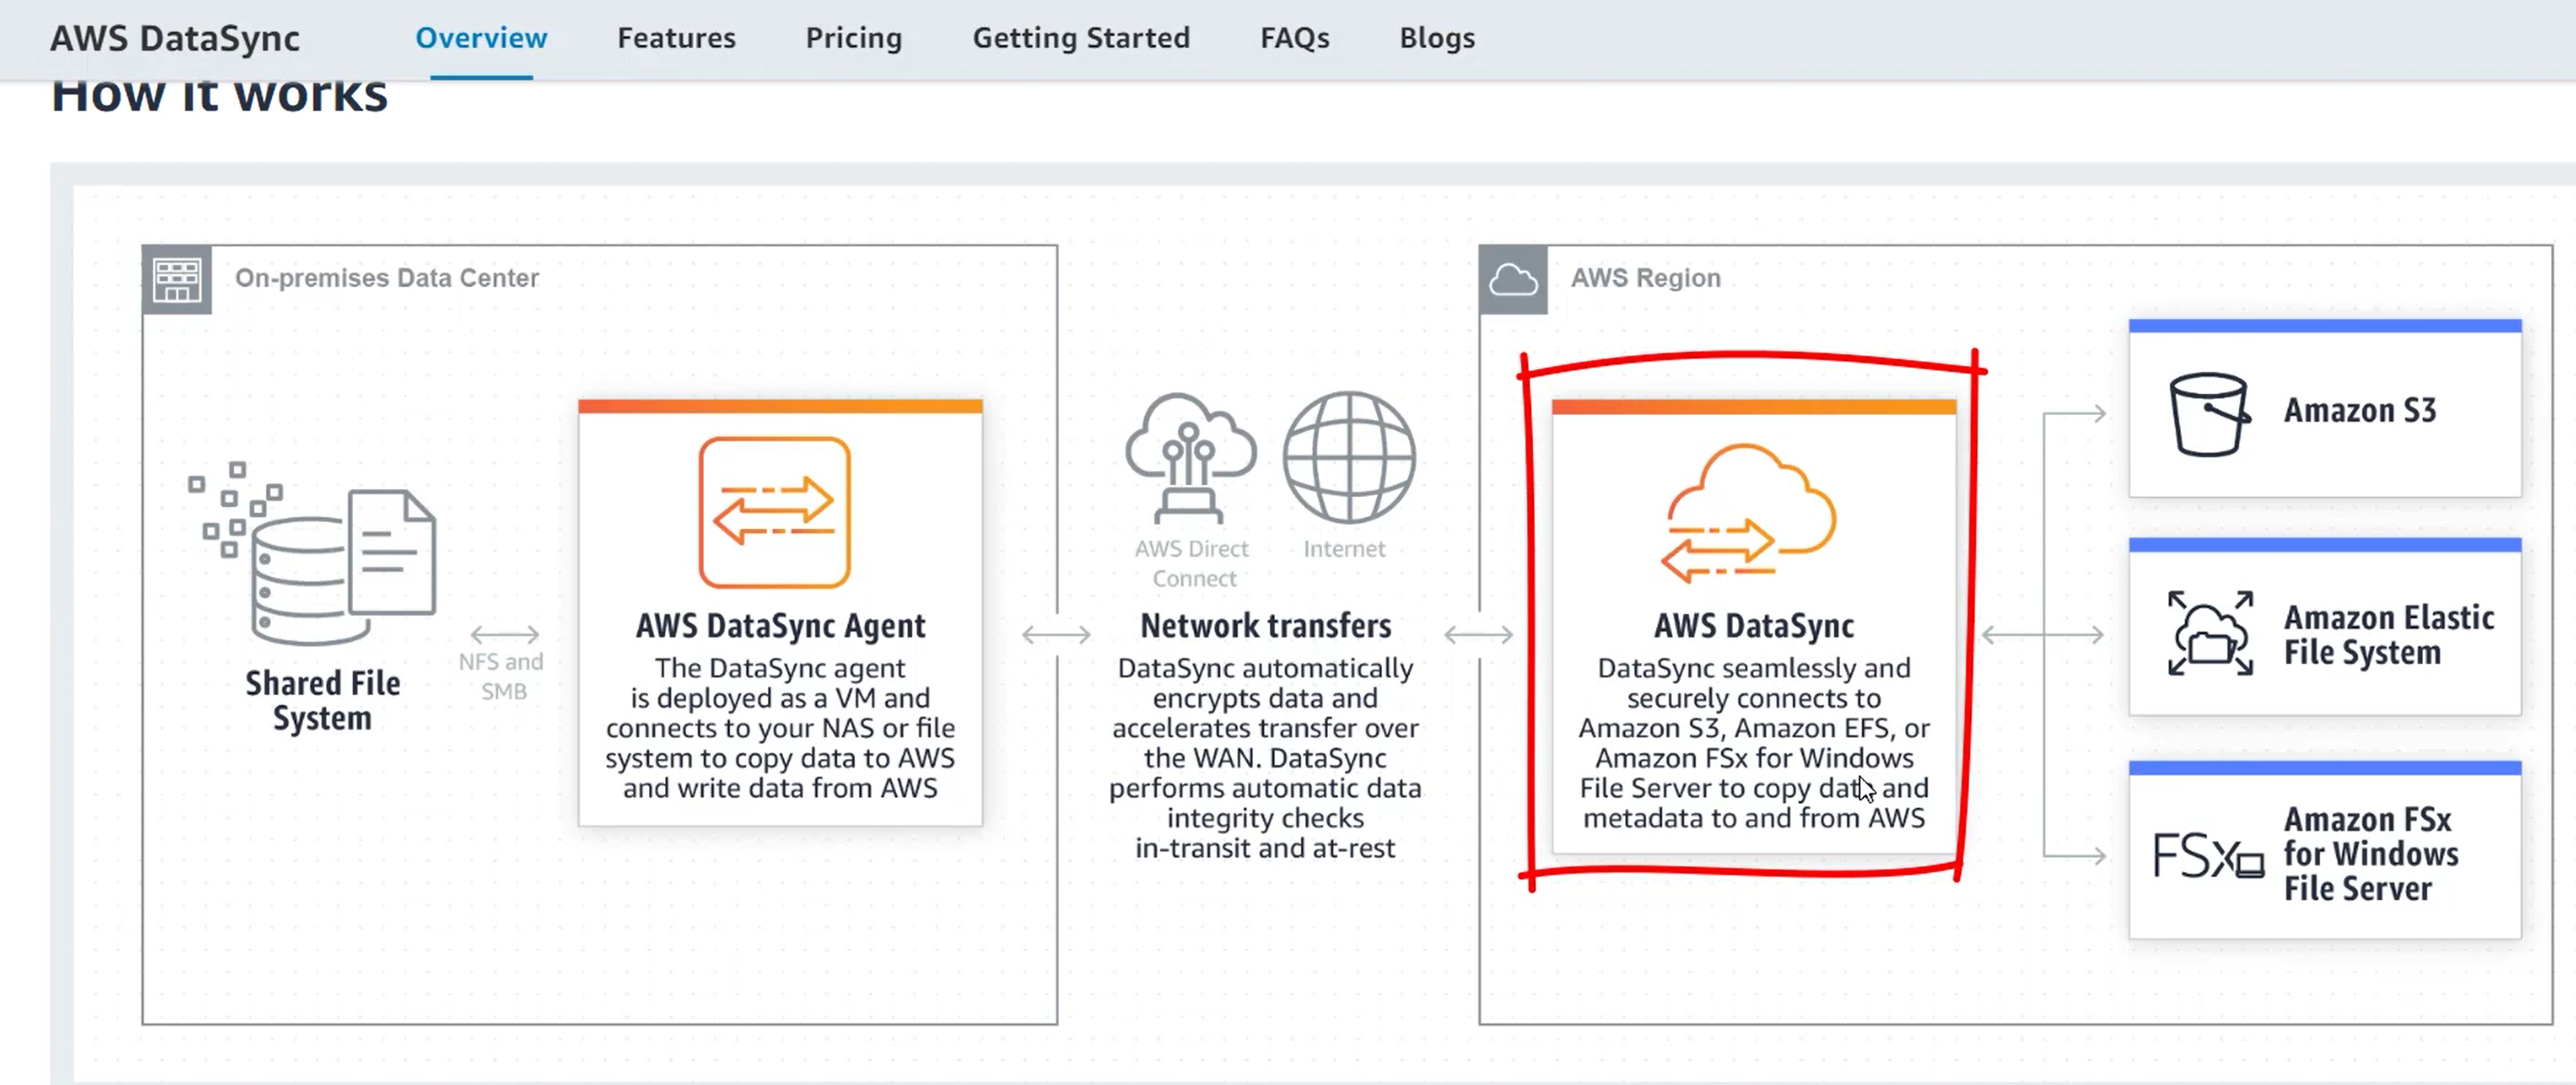 AWS DataSync
Overview
Features
Pricing
Getting Started
FAQs
Blogs
How it works
On-premises Data Center
Shared File
System
NFS and
SMB
AWS DataSync Agent
The DataSync agent
is deployed as a VM and
connects to your NAS or file
system to copy data to AWS
and write data from AWS
AWS Direct
Connect
Internet
Network transfers
DataSync automatically
encrypts data and
accelerates transfer over
the WAN. DataSync
performs automatic data
integrity checks
in-transit and at-rest
AWS Region
AWS DataSync
DataSync seamlessly and
securely connects to
Amazon S3, Amazon EFS, or
Amazon FSx for Windows
File Server to copy data and
metadata to and from AWS
Amazon S3
Amazon Elastic
File System
FSx
Amazon FSx
for Windows
File Server